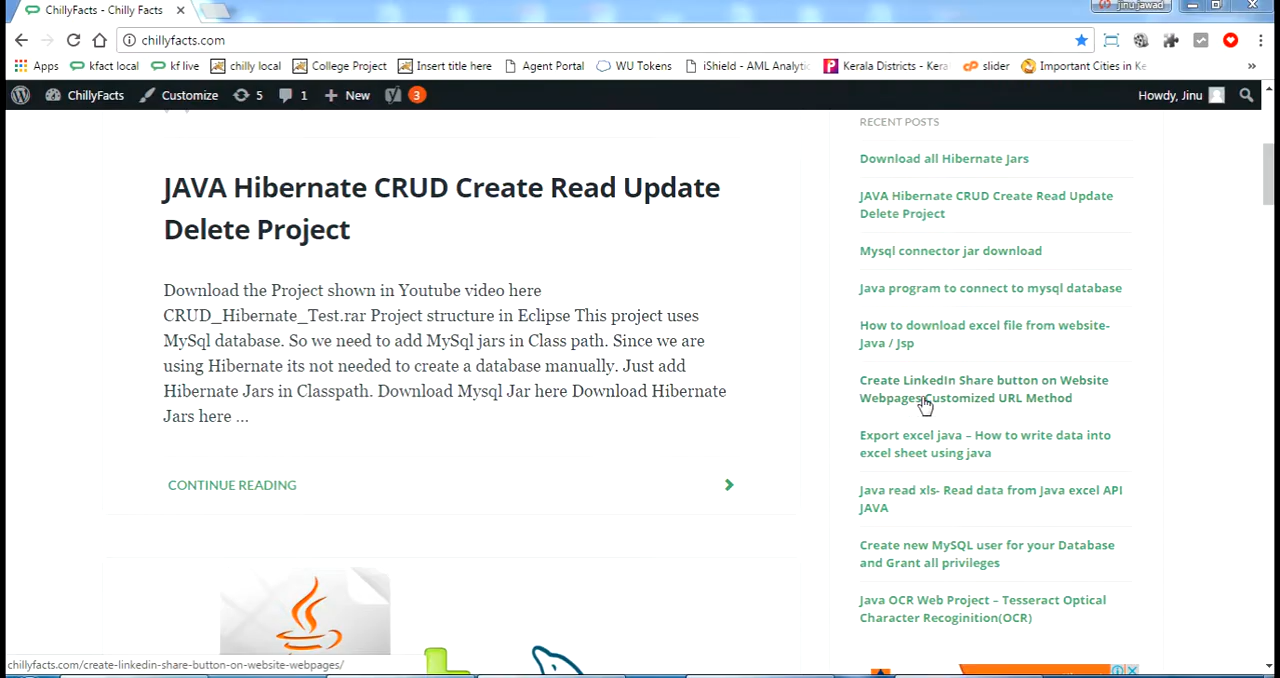 ChillyFacts - Chilly Facts
jinu jawad
chillyfacts.com
Apps kfact local kf live chilly local College Project Insert title here Agent Portal WU Tokens iShield - AML Analytic Kerala Districts - Kera slider Important Cities in Ke »
ChillyFacts Customize 5 1 + New 3 Howdy, Jinu
RECENT POSTS
Download all Hibernate Jars
JAVA Hibernate CRUD Create Read Update
Delete Project
Mysql connector jar download
Java program to connect to mysql database
How to download excel file from website-
Java / Jsp
Create LinkedIn Share button on Website
Webpages Customized URL Method
Export excel java – How to write data into
excel sheet using java
Java read xls- Read data from Java excel API
JAVA
Create new MySQL user for your Database
and Grant all privileges
Java OCR Web Project – Tesseract Optical
Character Recoginition(OCR)
JAVA Hibernate CRUD Create Read Update
Delete Project
Download the Project shown in Youtube video here
CRUD_Hibernate_Test.rar Project structure in Eclipse This project uses
MySql database. So we need to add MySql jars in Class path. Since we are
using Hibernate its not needed to create a database manually. Just add
Hibernate Jars in Classpath. Download Mysql Jar here Download Hibernate
Jars here ...
CONTINUE READING
chillyfacts.com/create-linkedin-share-button-on-website-webpages/